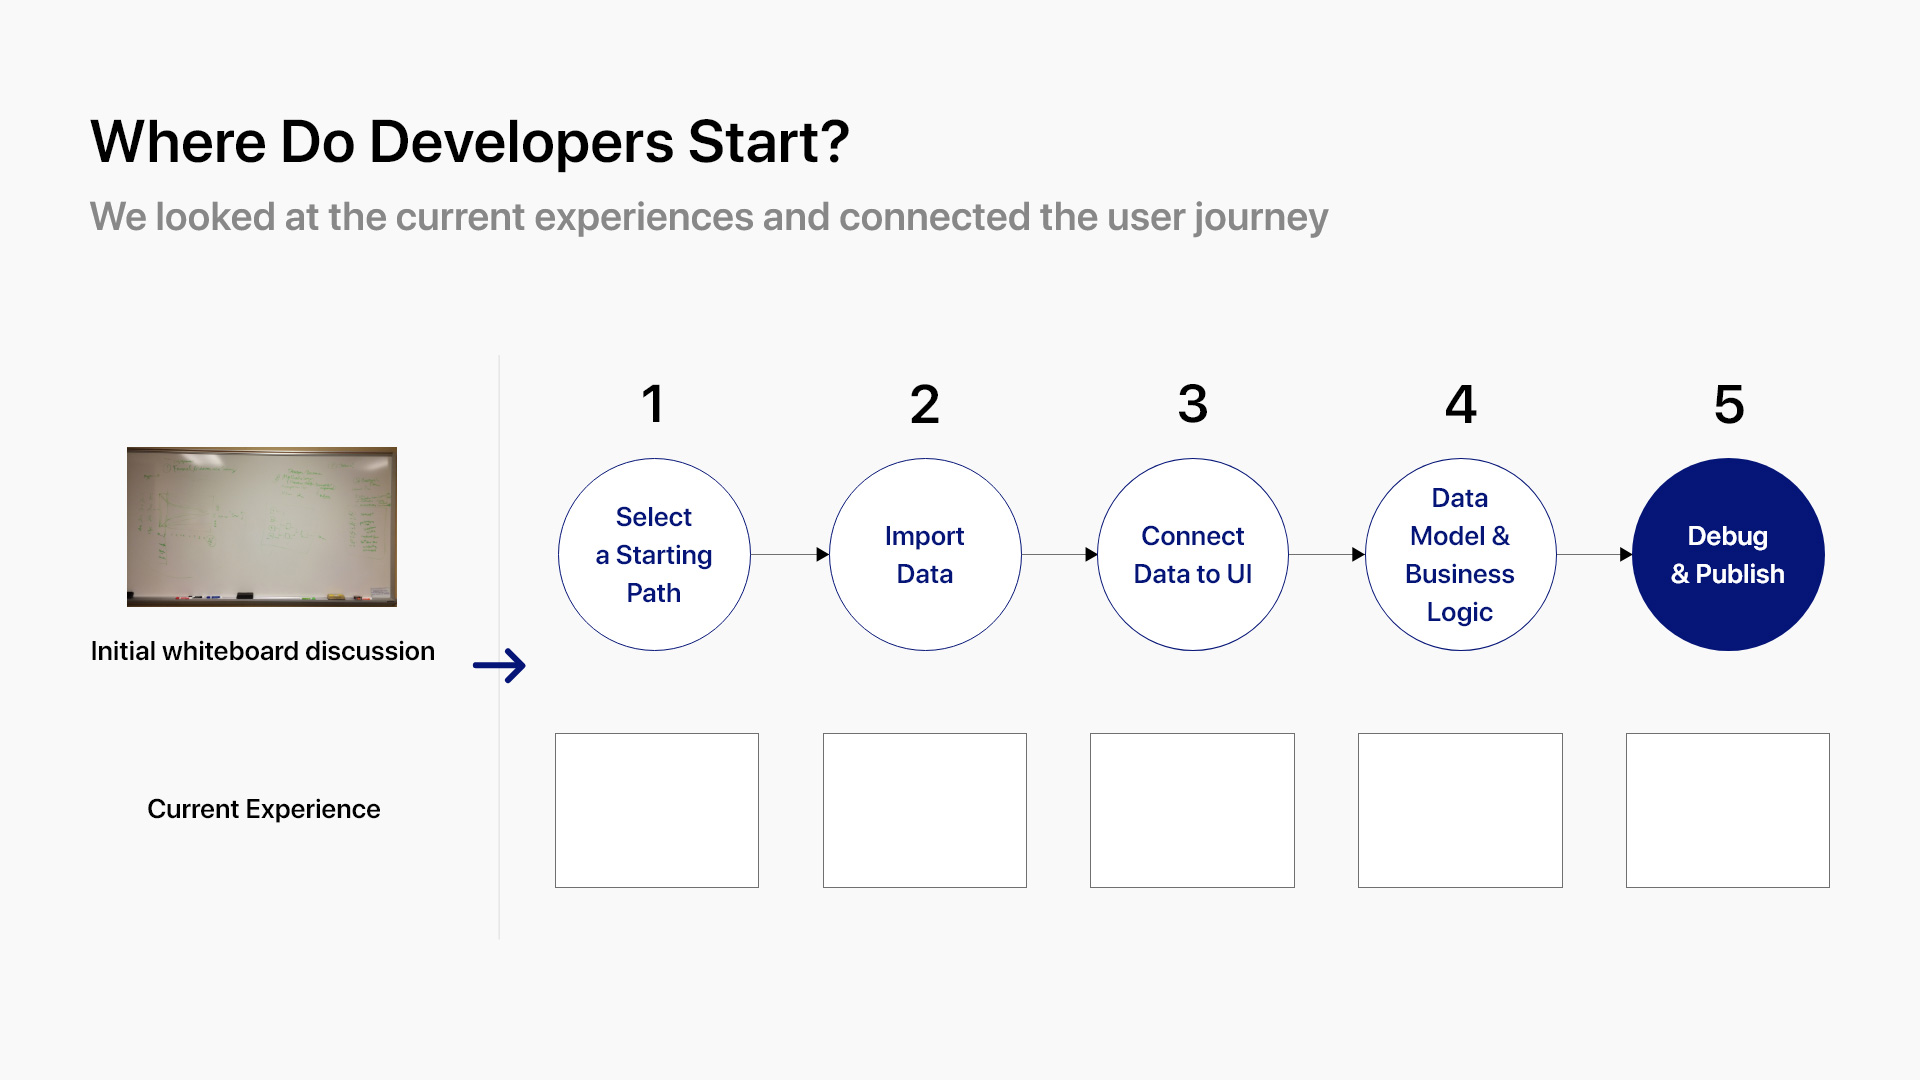 Where Do Developers Start?
We looked at the current experiences and connected the user journey
1
2
3
4
5
Select
a Starting
Path
Import
Data
Connect
Data to UI
Data
Model &
Business
Logic
Debug
& Publish
Initial whiteboard discussion
Current Experience